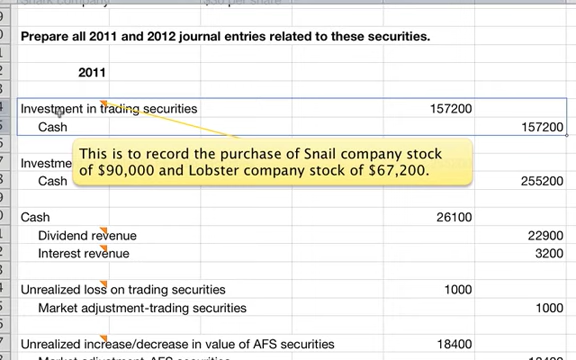 Prepare all 2011 and 2012 journal entries related to these securities.
2011
Investment in trading securities 157200
Cash 157200
This is to record the purchase of Snail company stock
of $90,000 and Lobster company stock of $67,200.
Investme
Cash 255200
Cash 26100
Dividend revenue 22900
Interest revenue 3200
Unrealized loss on trading securities 1000
Market adjustment-trading securities 1000
Unrealized increase/decrease in value of AFS securities 18400